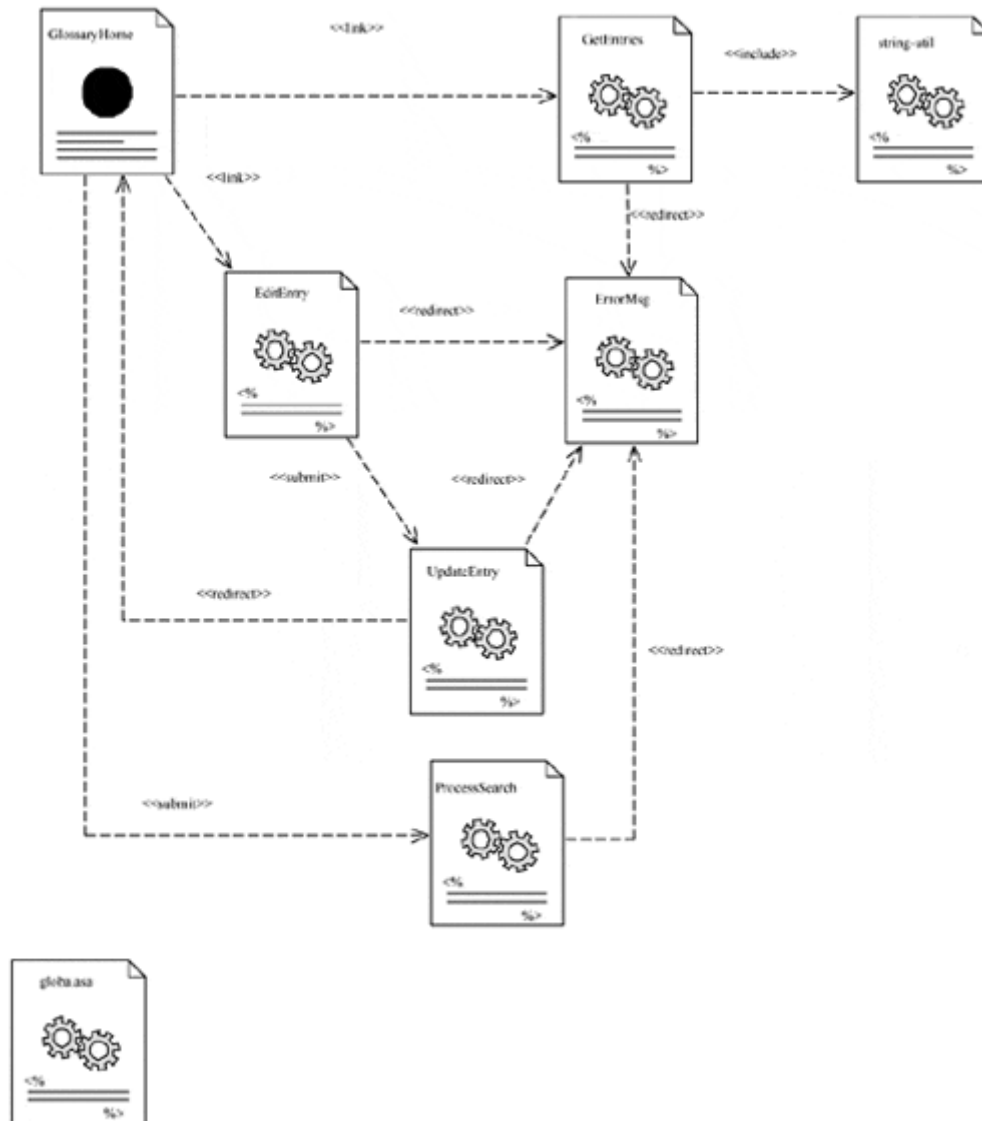 GlossaryHome
<<link>>
GetEntries
<<include>>
string-util
<%
%>
<%
%>
<<link>>
<<redirect>>
EditEntry
<<redirect>>
ErrorMsg
<%
%>
<%
%>
<<submit>>
<<redirect>>
UpdateEntry
<<redirect>>
<<redirect>>
<%
%>
ProcessSearch
<<submit>>
<%
%>
global.asa
<%
%>